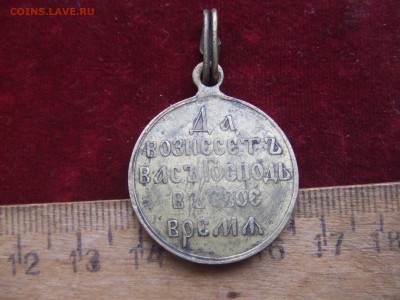 COINS.LAVE.RU
Да
вознесетъ
васъ Господь
въ свое
время
12 13 14 15 16 17 18